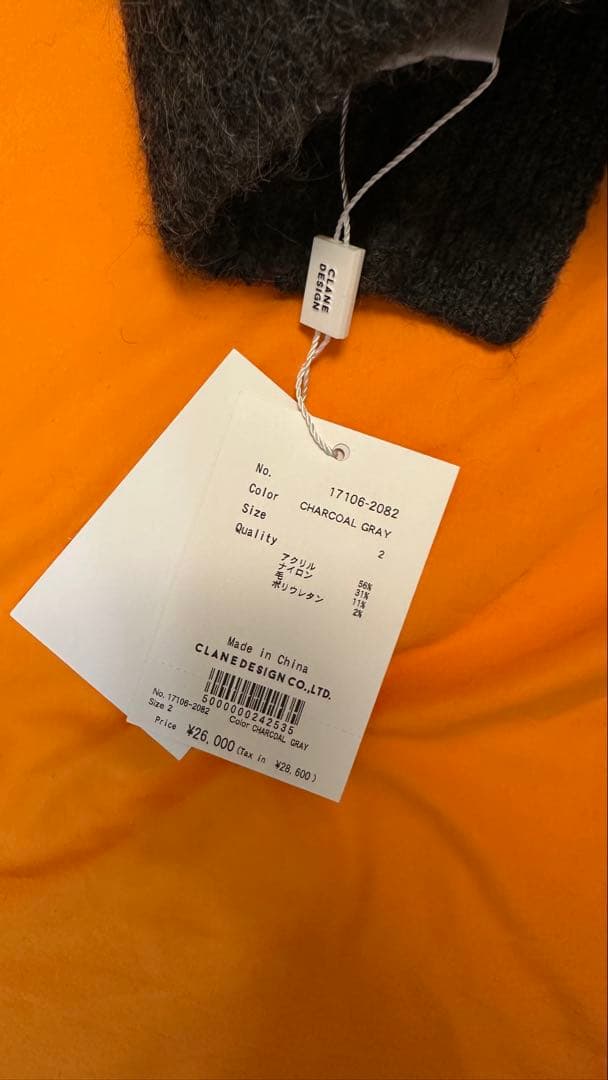 CLANE
DESIGN
No. 17106-2082
Color CHARCOAL GRAY
Size 2
Quality
アクリル 56%
ナイロン 31%
毛 11%
ポリウレタン 2%
Made in China
CLANEDESIGN CO.,LTD.
5000000242535
No. 17106-2082
Size 2 Color CHARCOAL GRAY
Price ¥26,000 (Tax in ¥28,600)